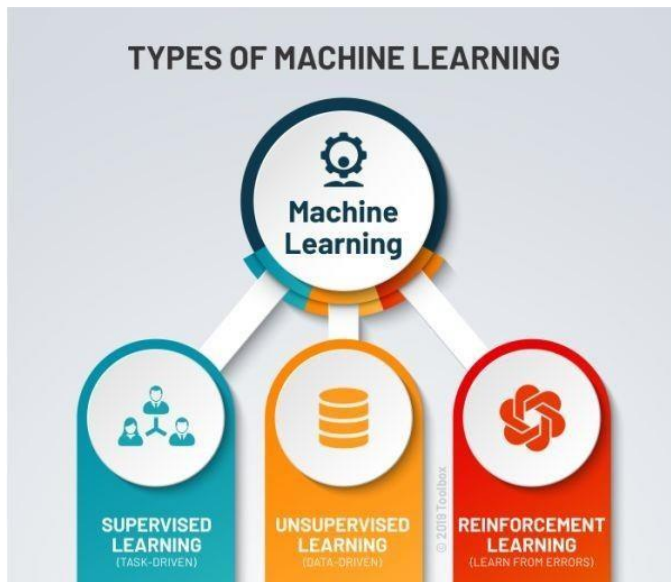 TYPES OF MACHINE LEARNING
Machine
Learning
SUPERVISED
LEARNING
(TASK-DRIVEN)
UNSUPERVISED
LEARNING
(DATA-DRIVEN)
© 2019 Toolbox
REINFORCEMENT
LEARNING
(LEARN FROM ERRORS)